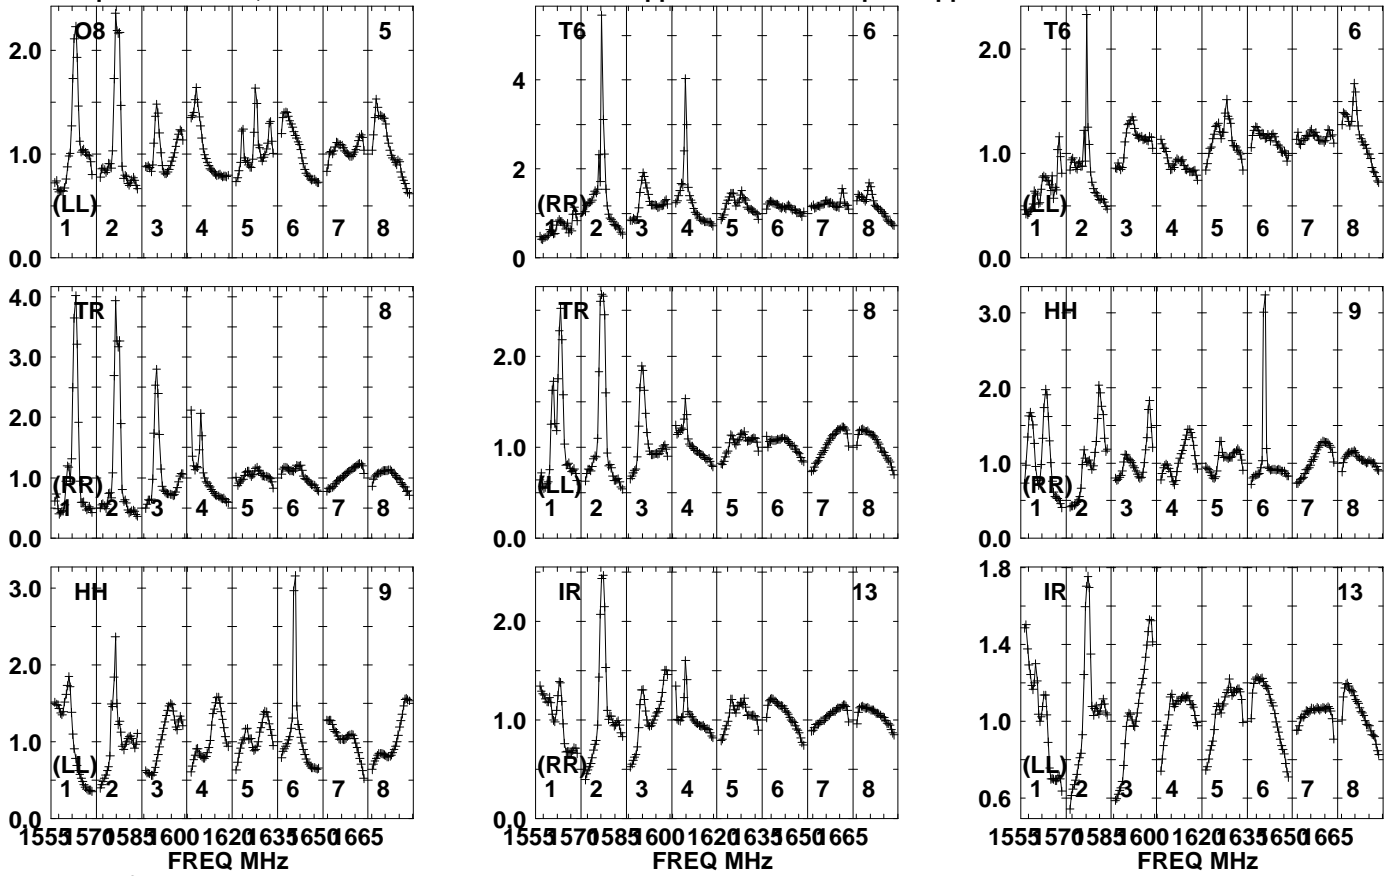 O8 5 T6 6 T6 6
2.0 4 2.0
1.0 2 1.0
(LL) (RR) (LL)
1 2 3 4 5 6 7 8 1 2 3 4 5 6 7 8 1 2 3 4 5 6 7 8
0.0 0 0.0
4.0 TR 8 TR 8 HH 9
3.0 2.0 3.0
2.0 1.0 2.0
1.0 1.0
(RR) (LL) (RR)
1 2 3 4 5 6 7 8 1 2 3 4 5 6 7 8 1 2 3 4 5 6 7 8
0.0 0.0 0.0
3.0 HH 9 IR 13 1.8 IR 13
2.0 2.0 1.4
1.0 1.0 1.0
(LL) (RR) (LL)
1 2 3 4 5 6 7 8 1 2 3 4 5 6 7 8 1 2 3 4 5 6 7 8
0.0 0.0 0.6
1555 1570 1585 1600 1620 1635 1650 1665 1555 1570 1585 1600 1620 1635 1650 1665 1555 1570 1585 1600 1620 1635 1650 1665
FREQ MHz FREQ MHz FREQ MHz